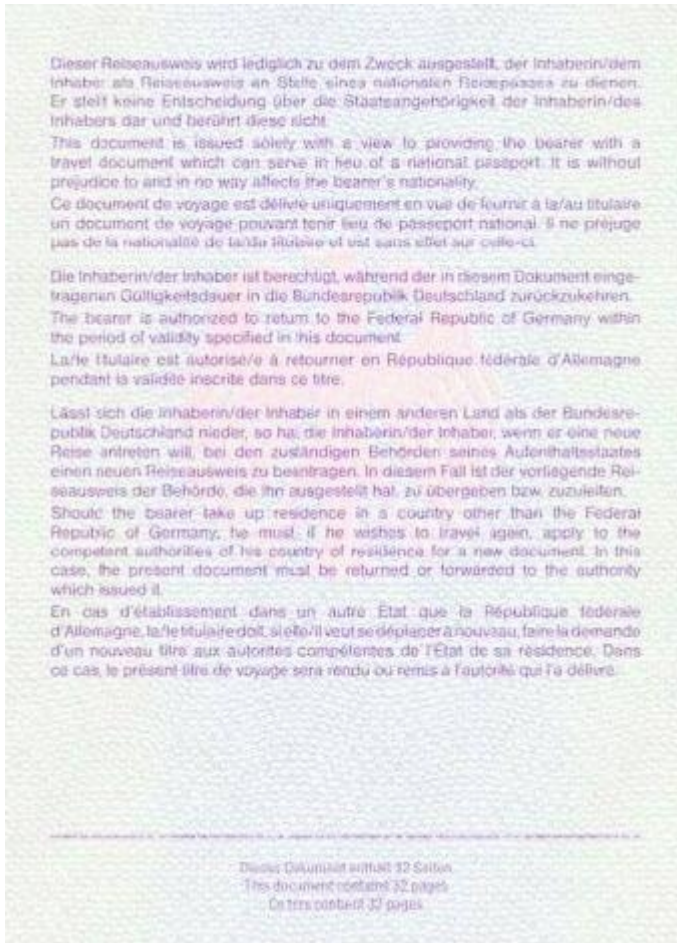 Dieser Reiseausweis wird lediglich zu dem Zweck ausgestellt, der Inhaberin/dem
Inhaber als Reiseausweis an Stelle eines nationalen Reisepasses zu dienen.
Er stellt keine Entscheidung über die Staatsangehörigkeit der Inhaberin/des
Inhabers dar und berührt diese nicht.
This document is issued solely with a view to providing the bearer with a
travel document which can serve in lieu of a national passport. It is without
prejudice to and in no way affects the bearer's nationality.
Ce document de voyage est délivré uniquement en vue de fournir à la/au titulaire
un document de voyage pouvant tenir lieu de passeport national. Il ne préjuge
pas de la nationalité de la/du titulaire et est sans effet sur celle-ci.
Die Inhaberin/der Inhaber ist berechtigt, während der in diesem Dokument einge-
tragenen Gültigkeitsdauer in die Bundesrepublik Deutschland zurückzukehren.
The bearer is authorized to return to the Federal Republic of Germany within
the period of validity specified in this document.
La/le titulaire est autorisé/e à retourner en République fédérale d'Allemagne
pendant la validité inscrite dans ce titre.
Lässt sich die Inhaberin/der Inhaber in einem anderen Land als der Bundesre-
publik Deutschland nieder, so hat die Inhaberin/der Inhaber, wenn er eine neue
Reise antreten will, bei den zuständigen Behörden seines Aufenthaltsstaates
einen neuen Reiseausweis zu beantragen. In diesem Fall ist der vorliegende Rei-
seausweis der Behörde, die ihn ausgestellt hat, zu übergeben bzw. zuzuleiten.
Should the bearer take up residence in a country other than the Federal
Republic of Germany, he must, if he wishes to travel again, apply to the
competent authorities of his country of residence for a new document. In this
case, the present document must be returned or forwarded to the authority
which issued it.
En cas d'établissement dans un autre État que la République fédérale
d'Allemagne, la/le titulaire doit, si elle/il veut se déplacer à nouveau, faire la demande
d'un nouveau titre aux autorités compétentes de l'État de sa résidence. Dans
ce cas, le présent titre de voyage sera rendu ou remis à l'autorité qui l'a délivré.
Dieses Dokument enthält 32 Seiten
This document contains 32 pages
Ce titre contient 32 pages